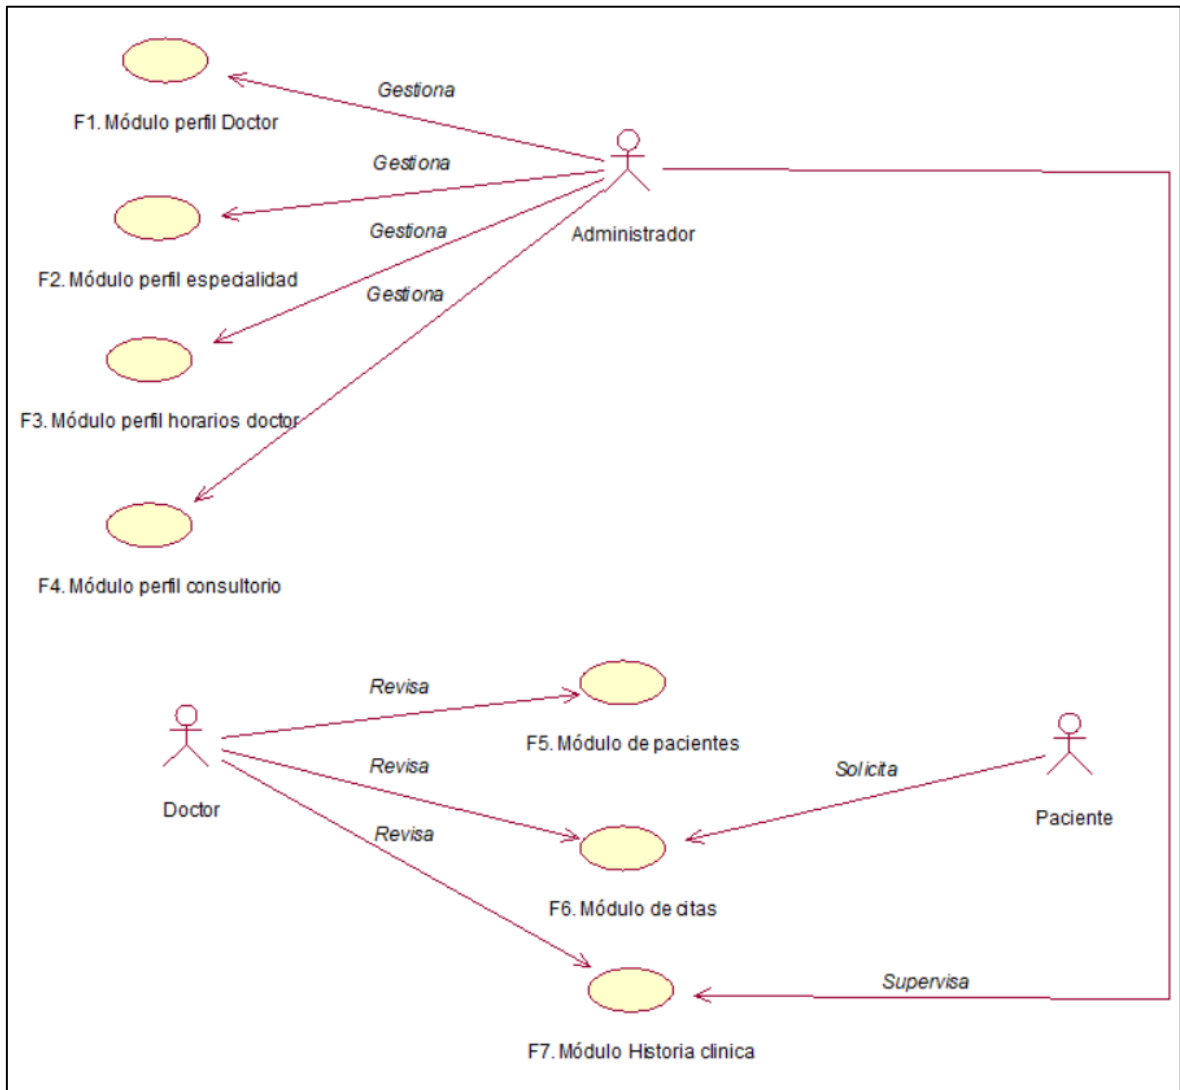 Gestiona
F1. Módulo perfil Doctor
Gestiona
Gestiona
Administrador
F2. Módulo perfil especialidad
Gestiona
F3. Módulo perfil horarios doctor
F4. Módulo perfil consultorio
Revisa
F5. Módulo de pacientes
Revisa
Solicita
Doctor
Paciente
Revisa
F6. Módulo de citas
Supervisa
F7. Módulo Historia clinica